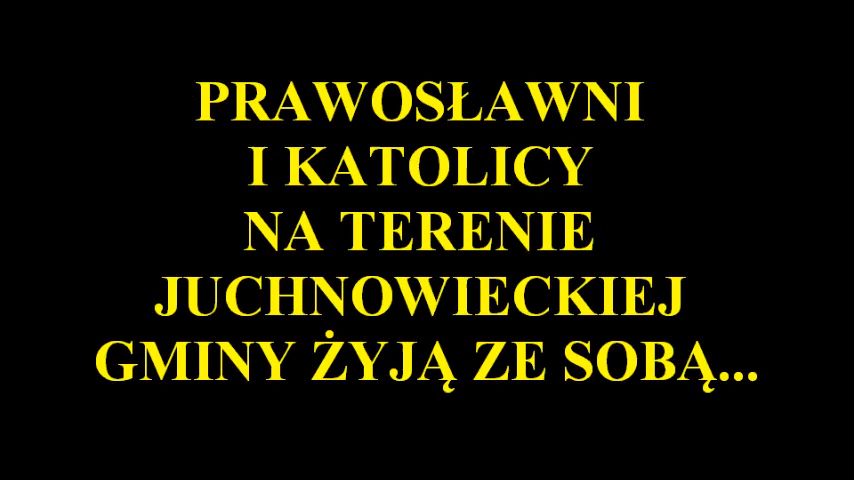 PRAWOSŁAWNI
I KATOLICY
NA TERENIE
JUCHNOWIECKIEJ
GMINY ŻYJĄ ZE SOBĄ...